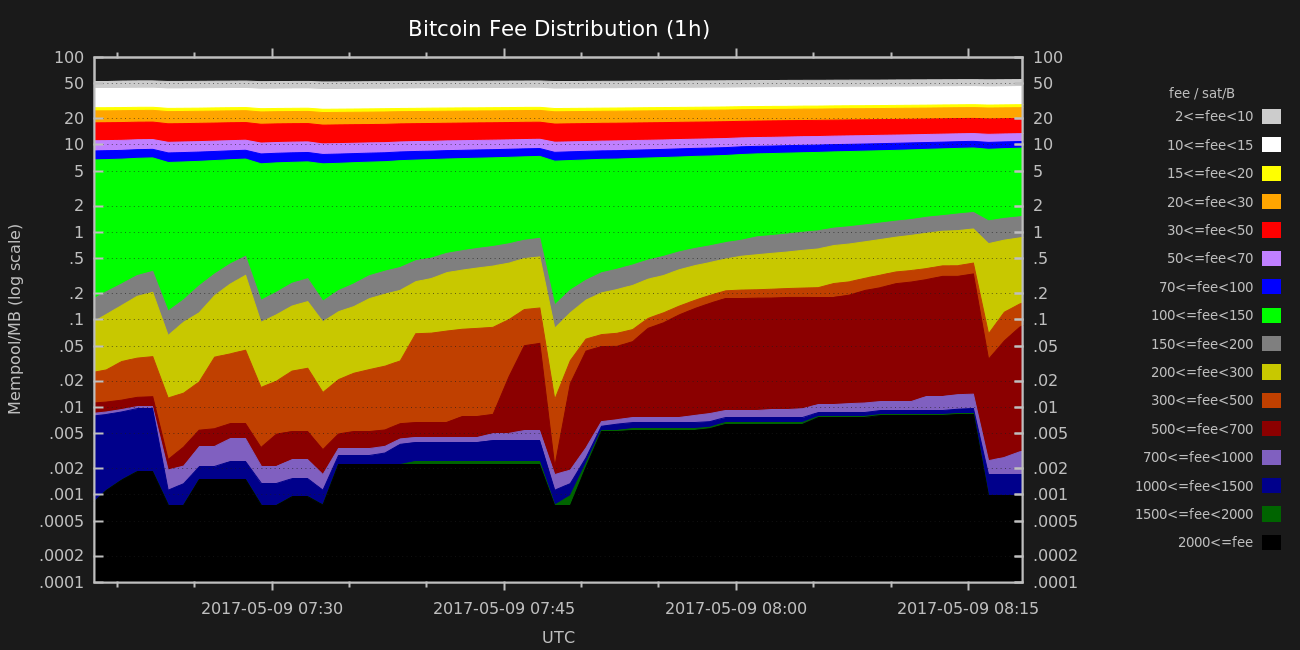 Bitcoin Fee Distribution (1h)
100
50
20
10
5
2
1
.5
.2
.1
.05
.02
.01
.005
.002
.001
.0005
.0002
.0001
Mempool/MB (log scale)
100
50
20
10
5
2
1
.5
.2
.1
.05
.02
.01
.005
.002
.001
.0005
.0002
.0001
2017-05-09 07:30 2017-05-09 07:45 2017-05-09 08:00 2017-05-09 08:15
UTC
fee / sat/B
2<=fee<10
10<=fee<15
15<=fee<20
20<=fee<30
30<=fee<50
50<=fee<70
70<=fee<100
100<=fee<150
150<=fee<200
200<=fee<300
300<=fee<500
500<=fee<700
700<=fee<1000
1000<=fee<1500
1500<=fee<2000
2000<=fee